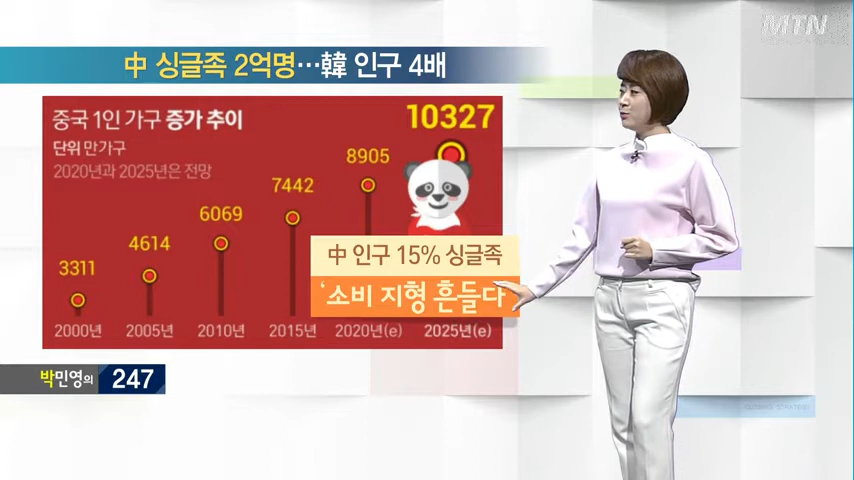 MTN
中 싱글족 2억명…韓 인구 4배
중국 1인 가구 증가 추이
단위 만가구
2020년과 2025년은 전망
3311
4614
6069
7442
8905
10327
中 인구 15% 싱글족
‘소비 지형 흔들다’
2000년
2005년
2010년
2015년
2020년(e)
2025년(e)
박민영의 247